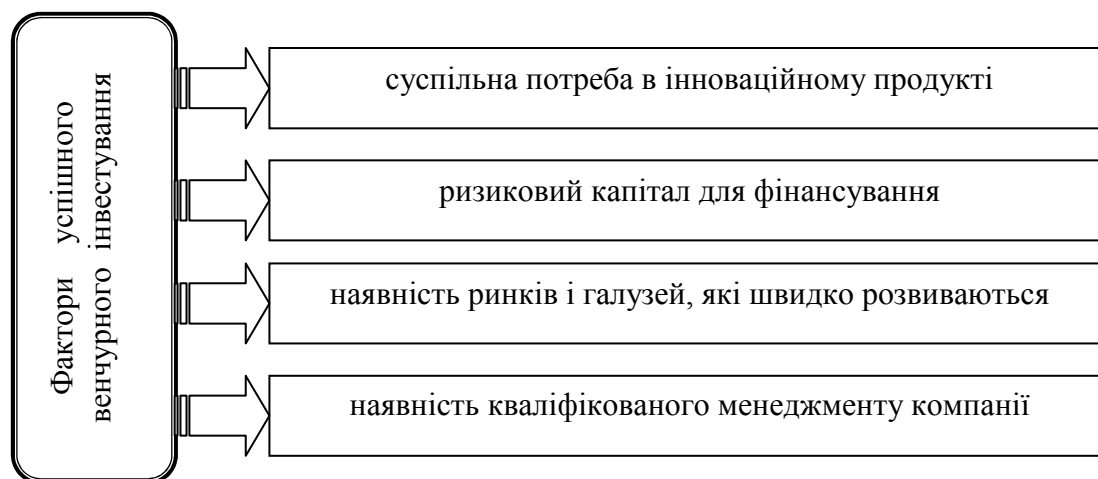 Фактори успішного
венчурного інвестування
суспільна потреба в інноваційному продукті
ризиковий капітал для фінансування
наявність ринків і галузей, які швидко розвиваються
наявність кваліфікованого менеджменту компанії